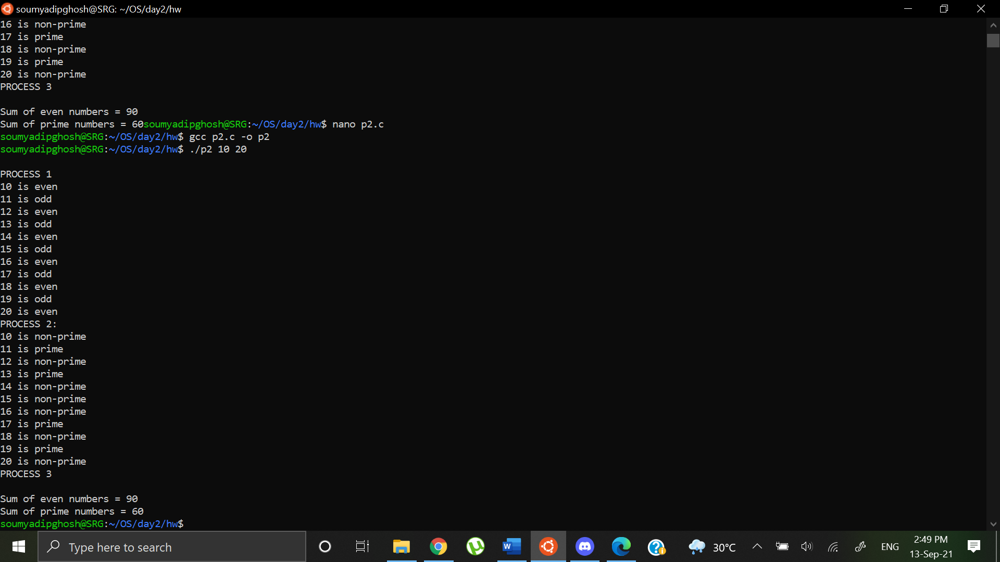 soumyadipghosh@SRG: ~/OS/day2/hw
16 is non-prime
17 is prime
18 is non-prime
19 is prime
20 is non-prime
PROCESS 3
Sum of even numbers = 90
Sum of prime numbers = 60soumyadipghosh@SRG:~/OS/day2/hw$ nano p2.c
soumyadipghosh@SRG:~/OS/day2/hw$ gcc p2.c -o p2
soumyadipghosh@SRG:~/OS/day2/hw$ ./p2 10 20
PROCESS 1
10 is even
11 is odd
12 is even
13 is odd
14 is even
15 is odd
16 is even
17 is odd
18 is even
19 is odd
20 is even
PROCESS 2:
10 is non-prime
11 is prime
12 is non-prime
13 is prime
14 is non-prime
15 is non-prime
16 is non-prime
17 is prime
18 is non-prime
19 is prime
20 is non-prime
PROCESS 3
Sum of even numbers = 90
Sum of prime numbers = 60
soumyadipghosh@SRG:~/OS/day2/hw$
Type here to search
30°C
ENG
2:49 PM
13-Sep-21